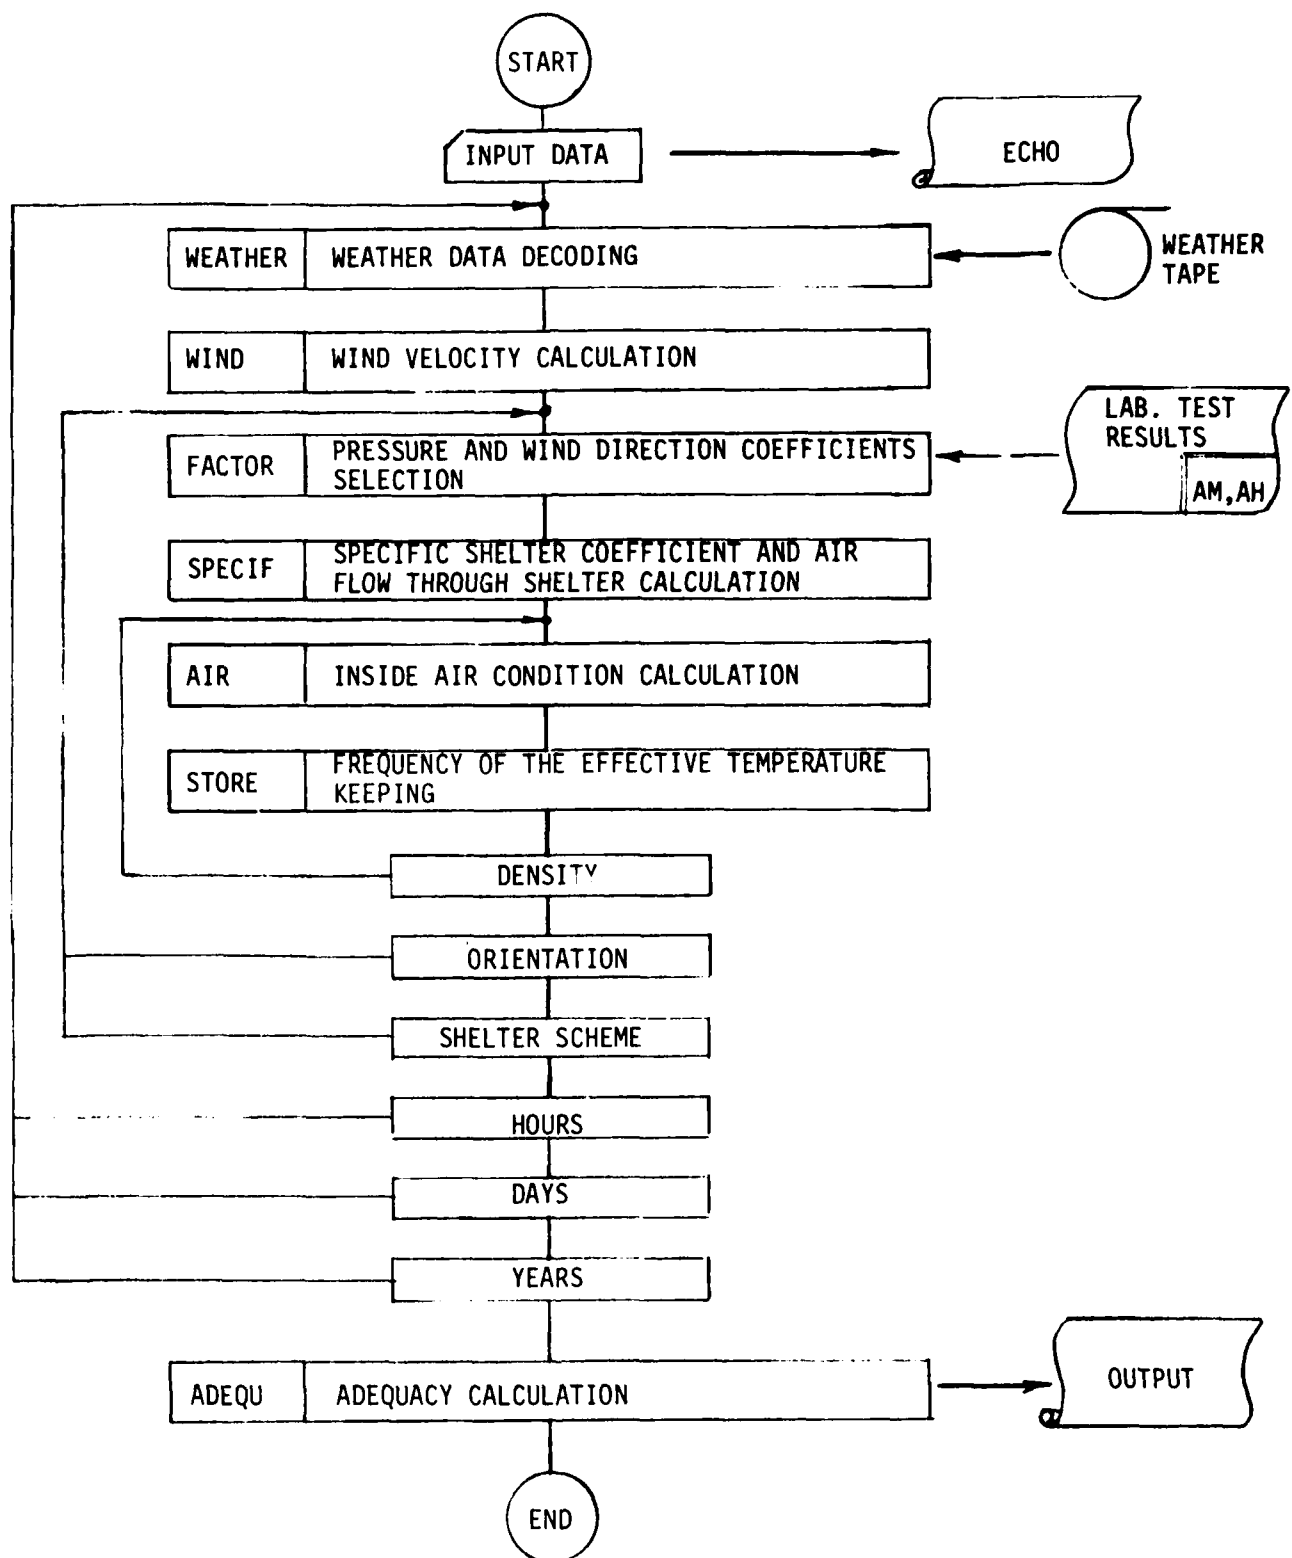 START
INPUT DATA
ECHO
WEATHER
WEATHER DATA DECODING
WEATHER
TAPE
WIND
WIND VELOCITY CALCULATION
LAB. TEST
RESULTS
AM,AH
FACTOR
PRESSURE AND WIND DIRECTION COEFFICIENTS
SELECTION
SPECIF
SPECIFIC SHELTER COEFFICIENT AND AIR
FLOW THROUGH SHELTER CALCULATION
AIR
INSIDE AIR CONDITION CALCULATION
STORE
FREQUENCY OF THE EFFECTIVE TEMPERATURE
KEEPING
DENSITY
ORIENTATION
SHELTER SCHEME
HOURS
DAYS
YEARS
ADEQU
ADEQUACY CALCULATION
OUTPUT
END